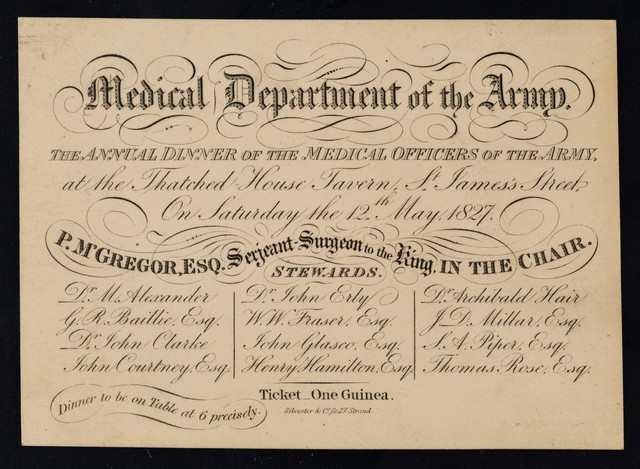 Medical Department of the Army.
THE ANNUAL DINNER OF THE MEDICAL OFFICERS OF THE ARMY,
at the Thatched House Tavern, St. James's Street
On Saturday the 12th May, 1827.
P. McGREGOR, ESQ. Serjeant-Surgeon to the King, IN THE CHAIR.
STEWARDS.
Dr. M. Alexander
G. R. Baillie, Esq.
Dr. John Clarke
John Courtney, Esq.
Dr. John Erly
W. W. Fraser, Esq.
John Glasco, Esq.
Henry Hamilton, Esq.
Dr. Archibald Hair
J. D. Millar, Esq.
S. A. Piper, Esq.
Thomas Rose, Esq.
Dinner to be on Table at 6 precisely.
Ticket _ One Guinea.
Silvester & Co. sc. 27, Strand.